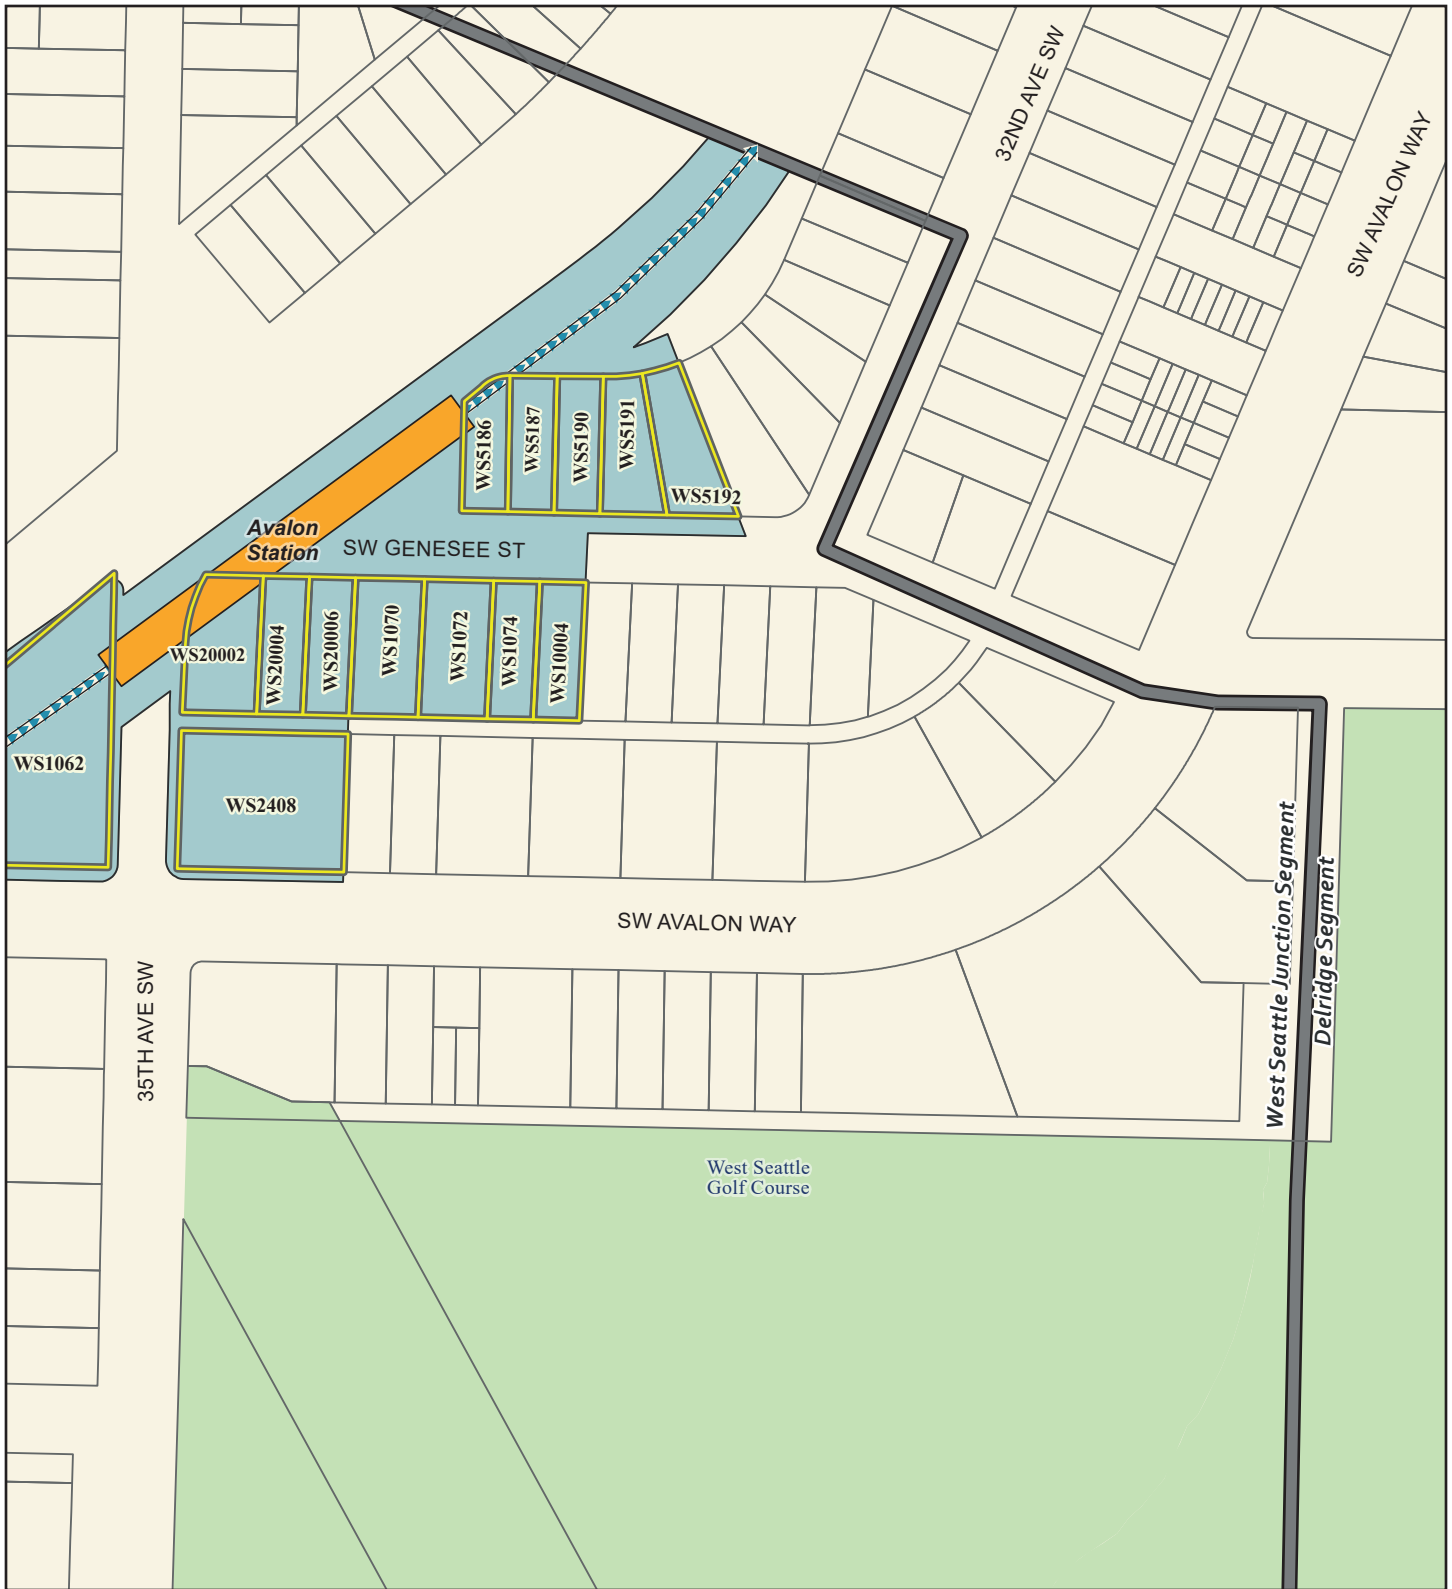 32ND AVE SW
SW AVALON WAY
WS5186
WS5187
WS5190
WS5191
WS5192
Avalon
Station
SW GENESEE ST
WS20002
WS20004
WS20006
WS1070
WS1072
WS1074
WS10004
WS1062
WS2408
SW AVALON WAY
35TH AVE SW
West Seattle Junction Segment
Delridge Segment
West Seattle
Golf Course